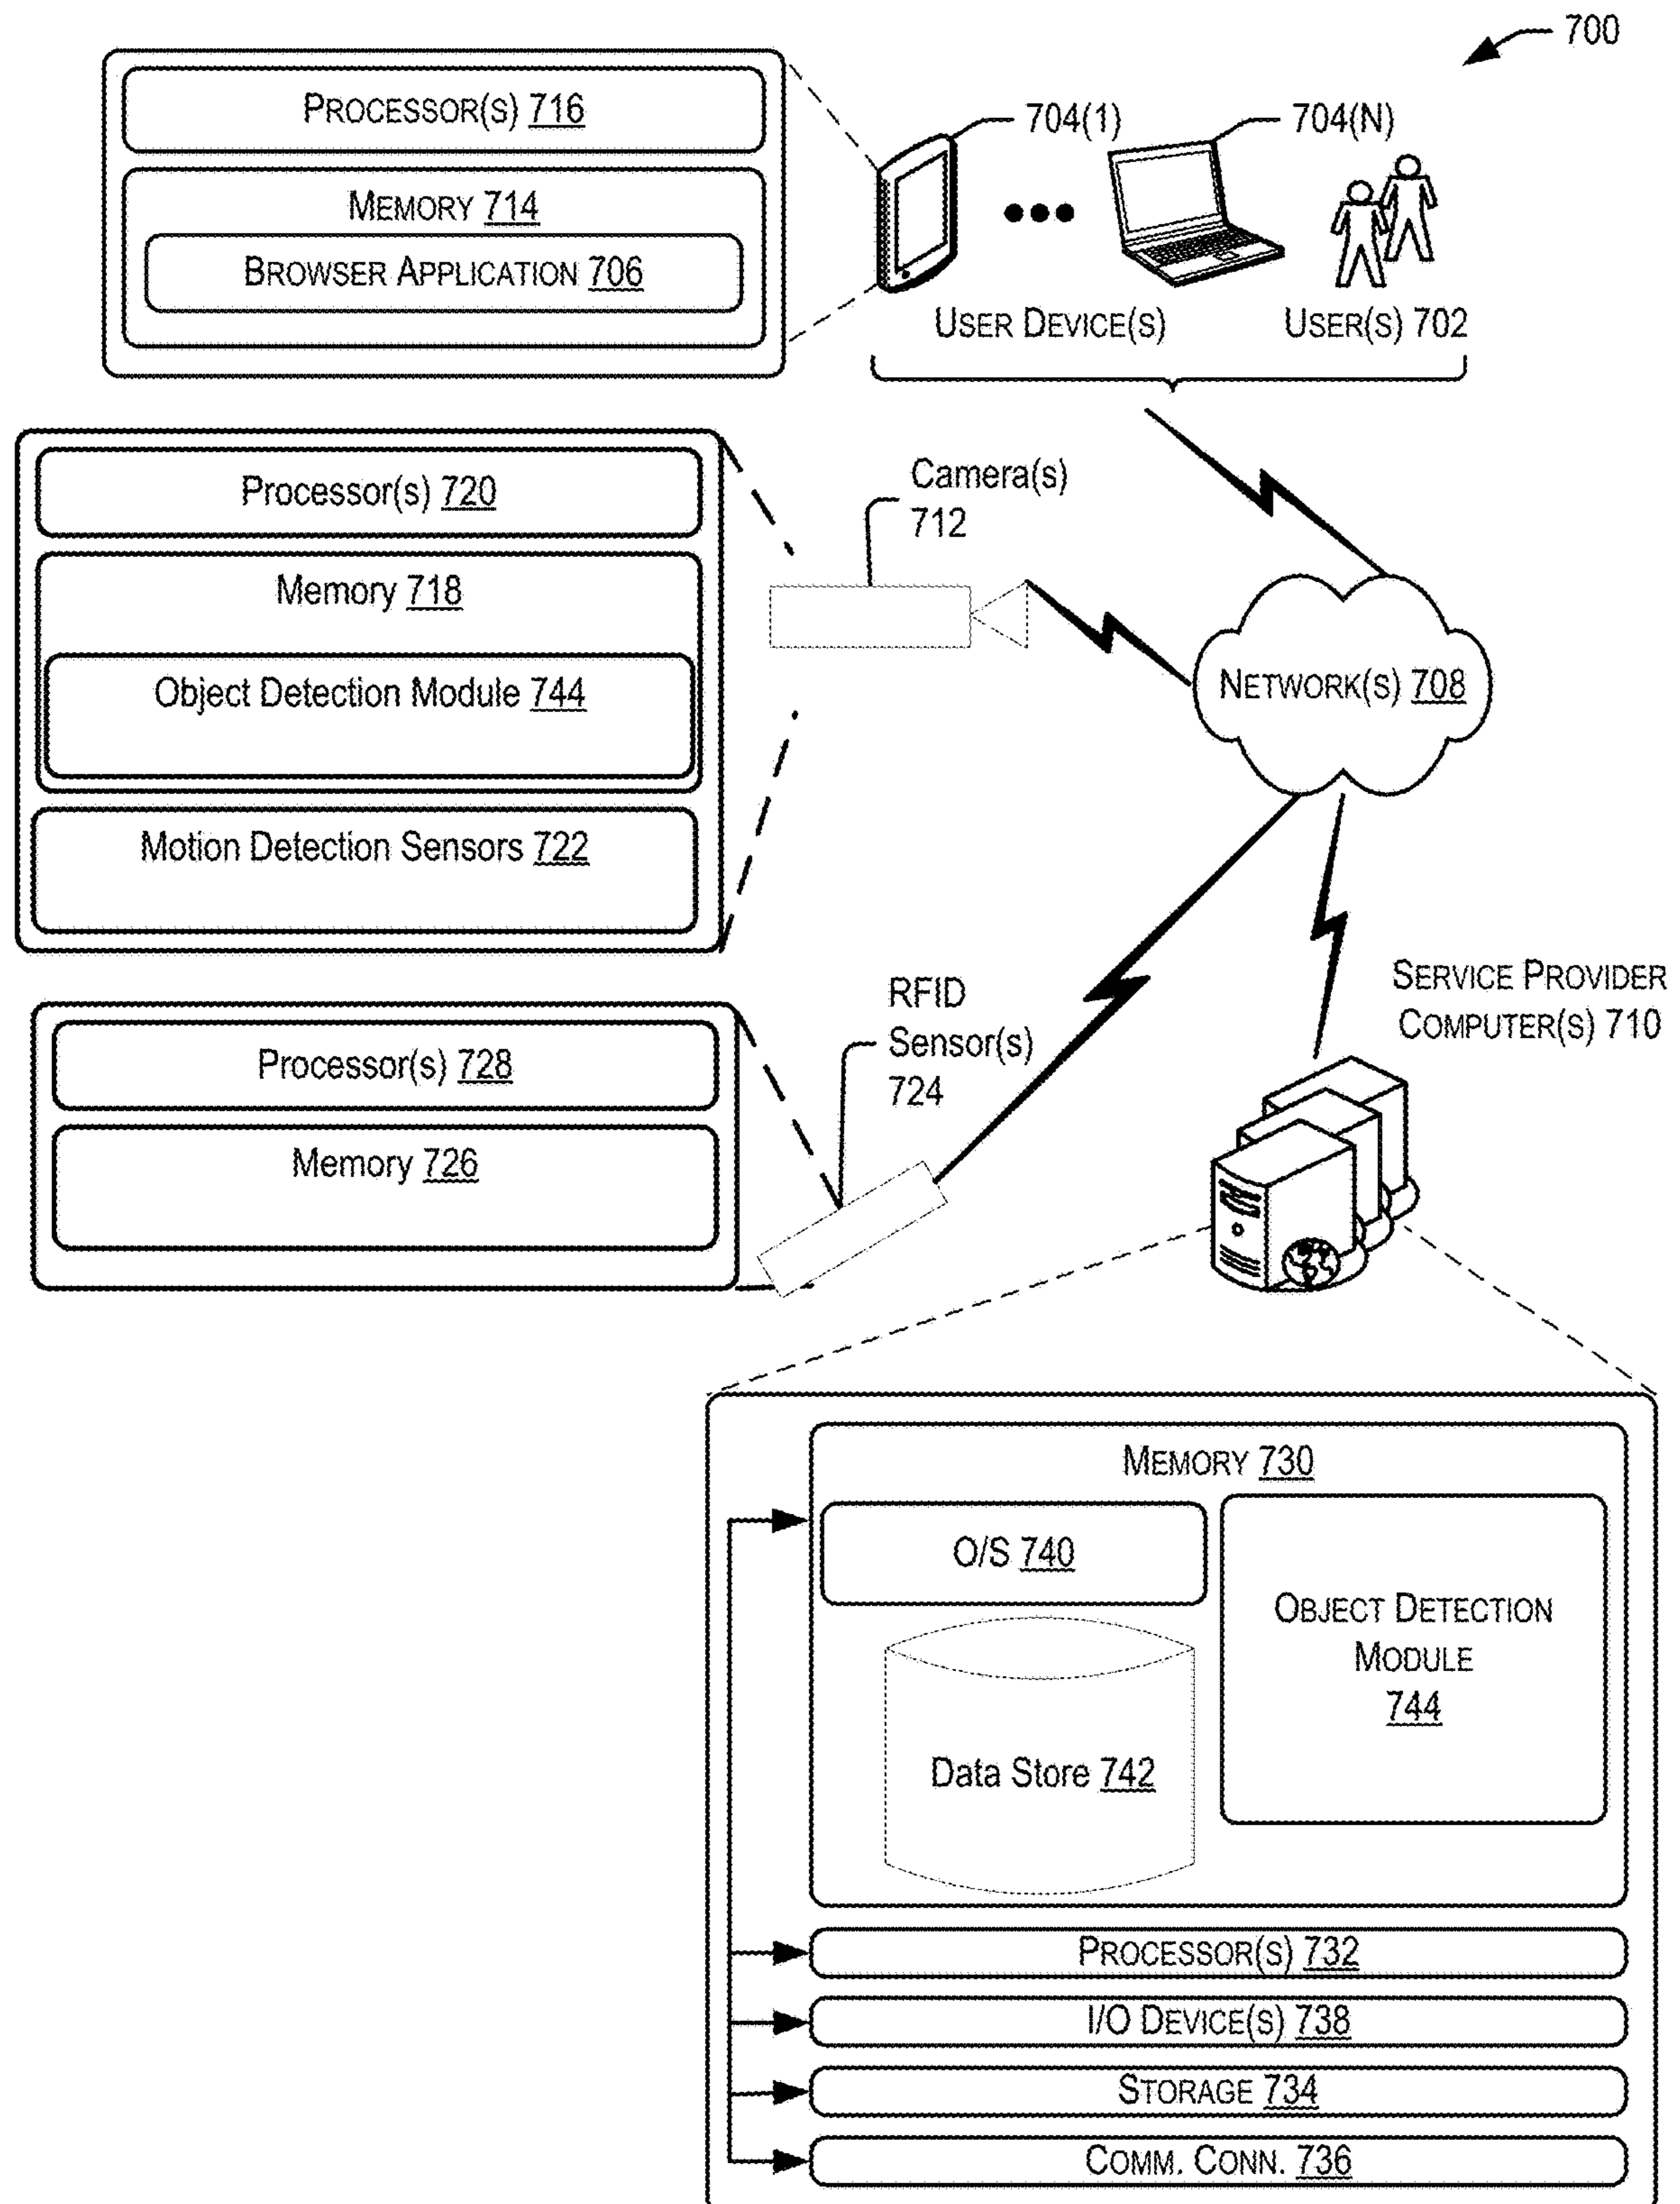 700
PROCESSOR(S) 716
MEMORY 714
BROWSER APPLICATION 706
704(1)
704(N)
USER DEVICE(S)
USER(S) 702
Processor(s) 720
Memory 718
Object Detection Module 744
Motion Detection Sensors 722
Camera(s)
712
NETWORK(S) 708
Processor(s) 728
Memory 726
RFID
Sensor(s)
724
SERVICE PROVIDER
COMPUTER(S) 710
MEMORY 730
O/S 740
Data Store 742
OBJECT DETECTION
MODULE
744
PROCESSOR(S) 732
I/O DEVICE(S) 738
STORAGE 734
COMM. CONN. 736